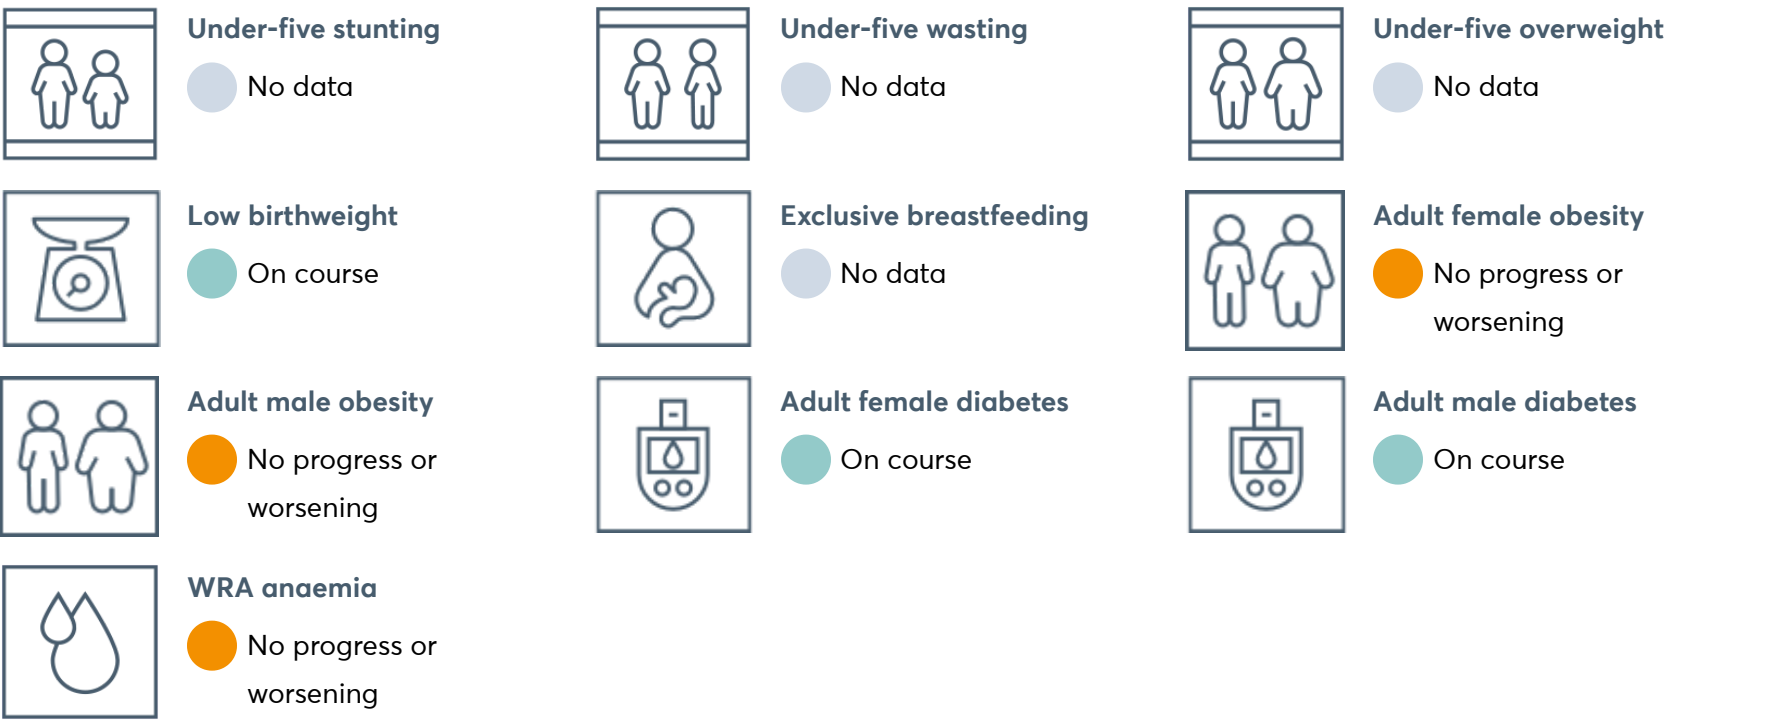 Under-five stunting
No data
Under-five wasting
No data
Under-five overweight
No data
Low birthweight
On course
Exclusive breastfeeding
No data
Adult female obesity
No progress or
worsening
Adult male obesity
No progress or
worsening
Adult female diabetes
On course
Adult male diabetes
On course
WRA anaemia
No progress or
worsening